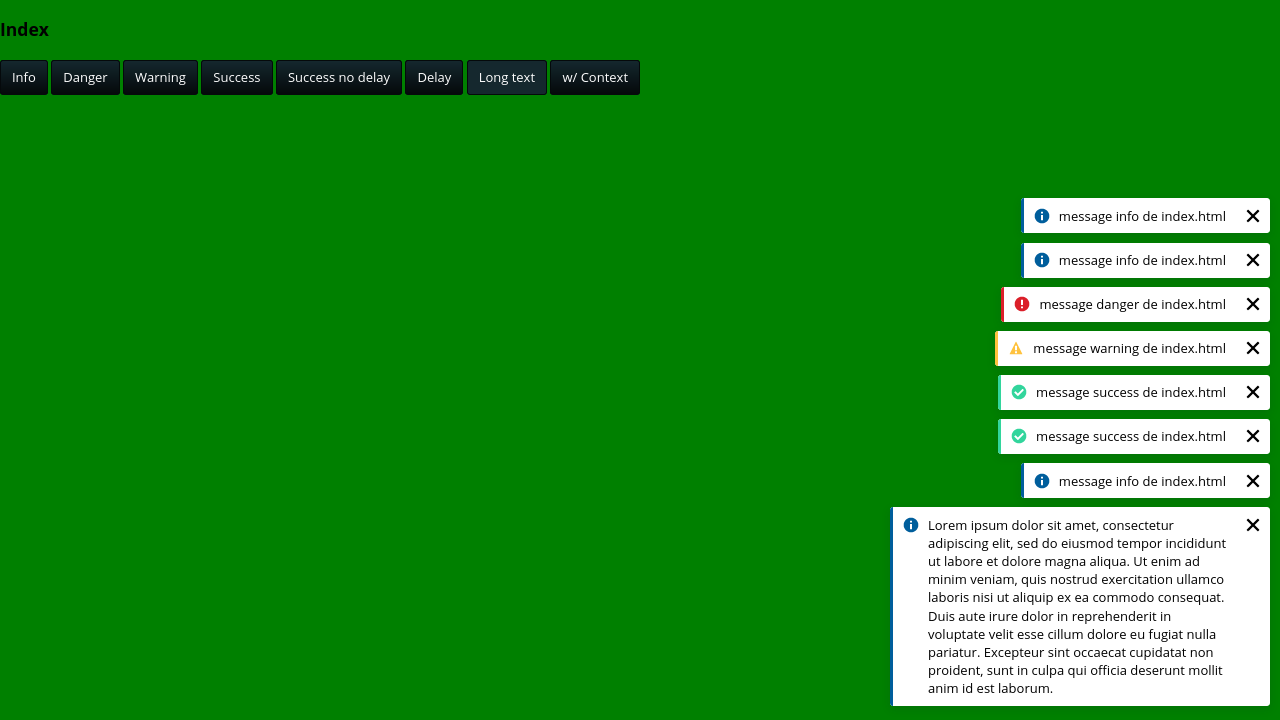 Index
Info Danger Warning Success Success no delay Delay Long text w/ Context
message info de index.html
message info de index.html
message danger de index.html
message warning de index.html
message success de index.html
message success de index.html
message info de index.html
Lorem ipsum dolor sit amet, consectetur
adipiscing elit, sed do eiusmod tempor incididunt
ut labore et dolore magna aliqua. Ut enim ad
minim veniam, quis nostrud exercitation ullamco
laboris nisi ut aliquip ex ea commodo consequat.
Duis aute irure dolor in reprehenderit in
voluptate velit esse cillum dolore eu fugiat nulla
pariatur. Excepteur sint occaecat cupidatat non
proident, sunt in culpa qui officia deserunt mollit
anim id est laborum.